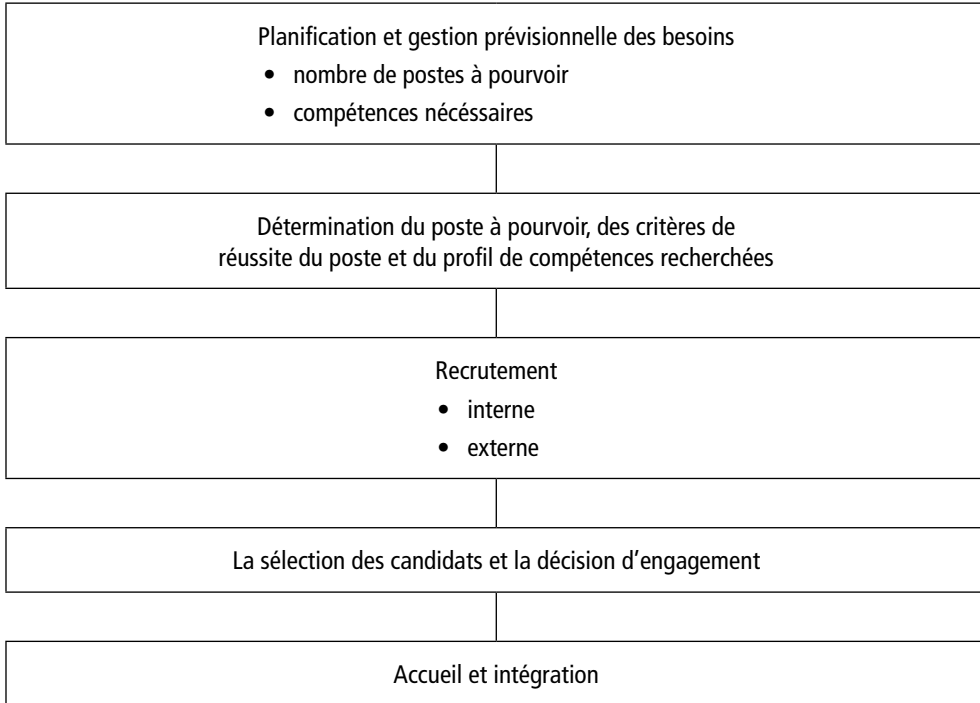 Planification et gestion prévisionnelle des besoins
• nombre de postes à pourvoir
• compétences nécéssaires
Détermination du poste à pourvoir, des critères de
réussite du poste et du profil de compétences recherchées
Recrutement
• interne
• externe
La sélection des candidats et la décision d’engagement
Accueil et intégration